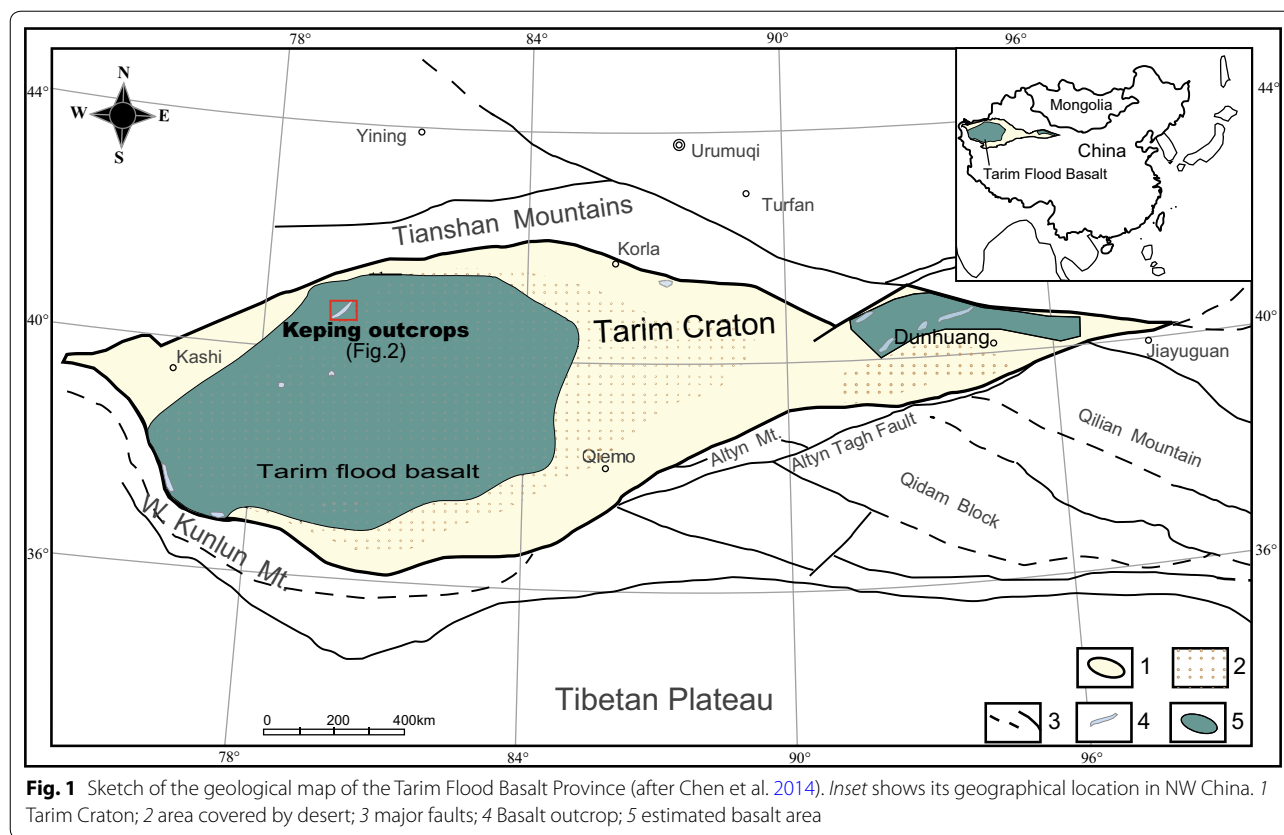 78° 84° 90° 96°
44° 44°
N
W E
S
Mongolia
China
Tarim Flood Basalt
Yining
Urumuqi
Turfan
Tianshan Mountains
Korla
40° 40°
Keping outcrops
(Fig.2)
Tarim Craton
Kashi
Dunhuang
Jiayuguan
Tarim flood basalt
Qiemo
Altyn Mt.
Altyn Tagh Fault
Qilian Mountain
Qidam Block
W. Kunlun Mt.
36° 36°
Tibetan Plateau
0 200 400km
1 2
3 4 5
78° 84° 90° 96°
Fig. 1 Sketch of the geological map of the Tarim Flood Basalt Province (after Chen et al. 2014). Inset shows its geographical location in NW China. 1
Tarim Craton; 2 area covered by desert; 3 major faults; 4 Basalt outcrop; 5 estimated basalt area